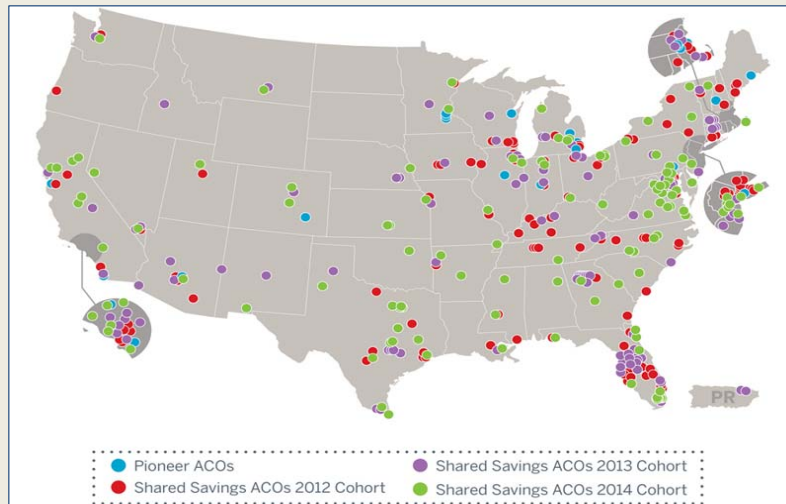 PR
Pioneer ACOs
Shared Savings ACOs 2013 Cohort
Shared Savings ACOs 2012 Cohort
Shared Savings ACOs 2014 Cohort